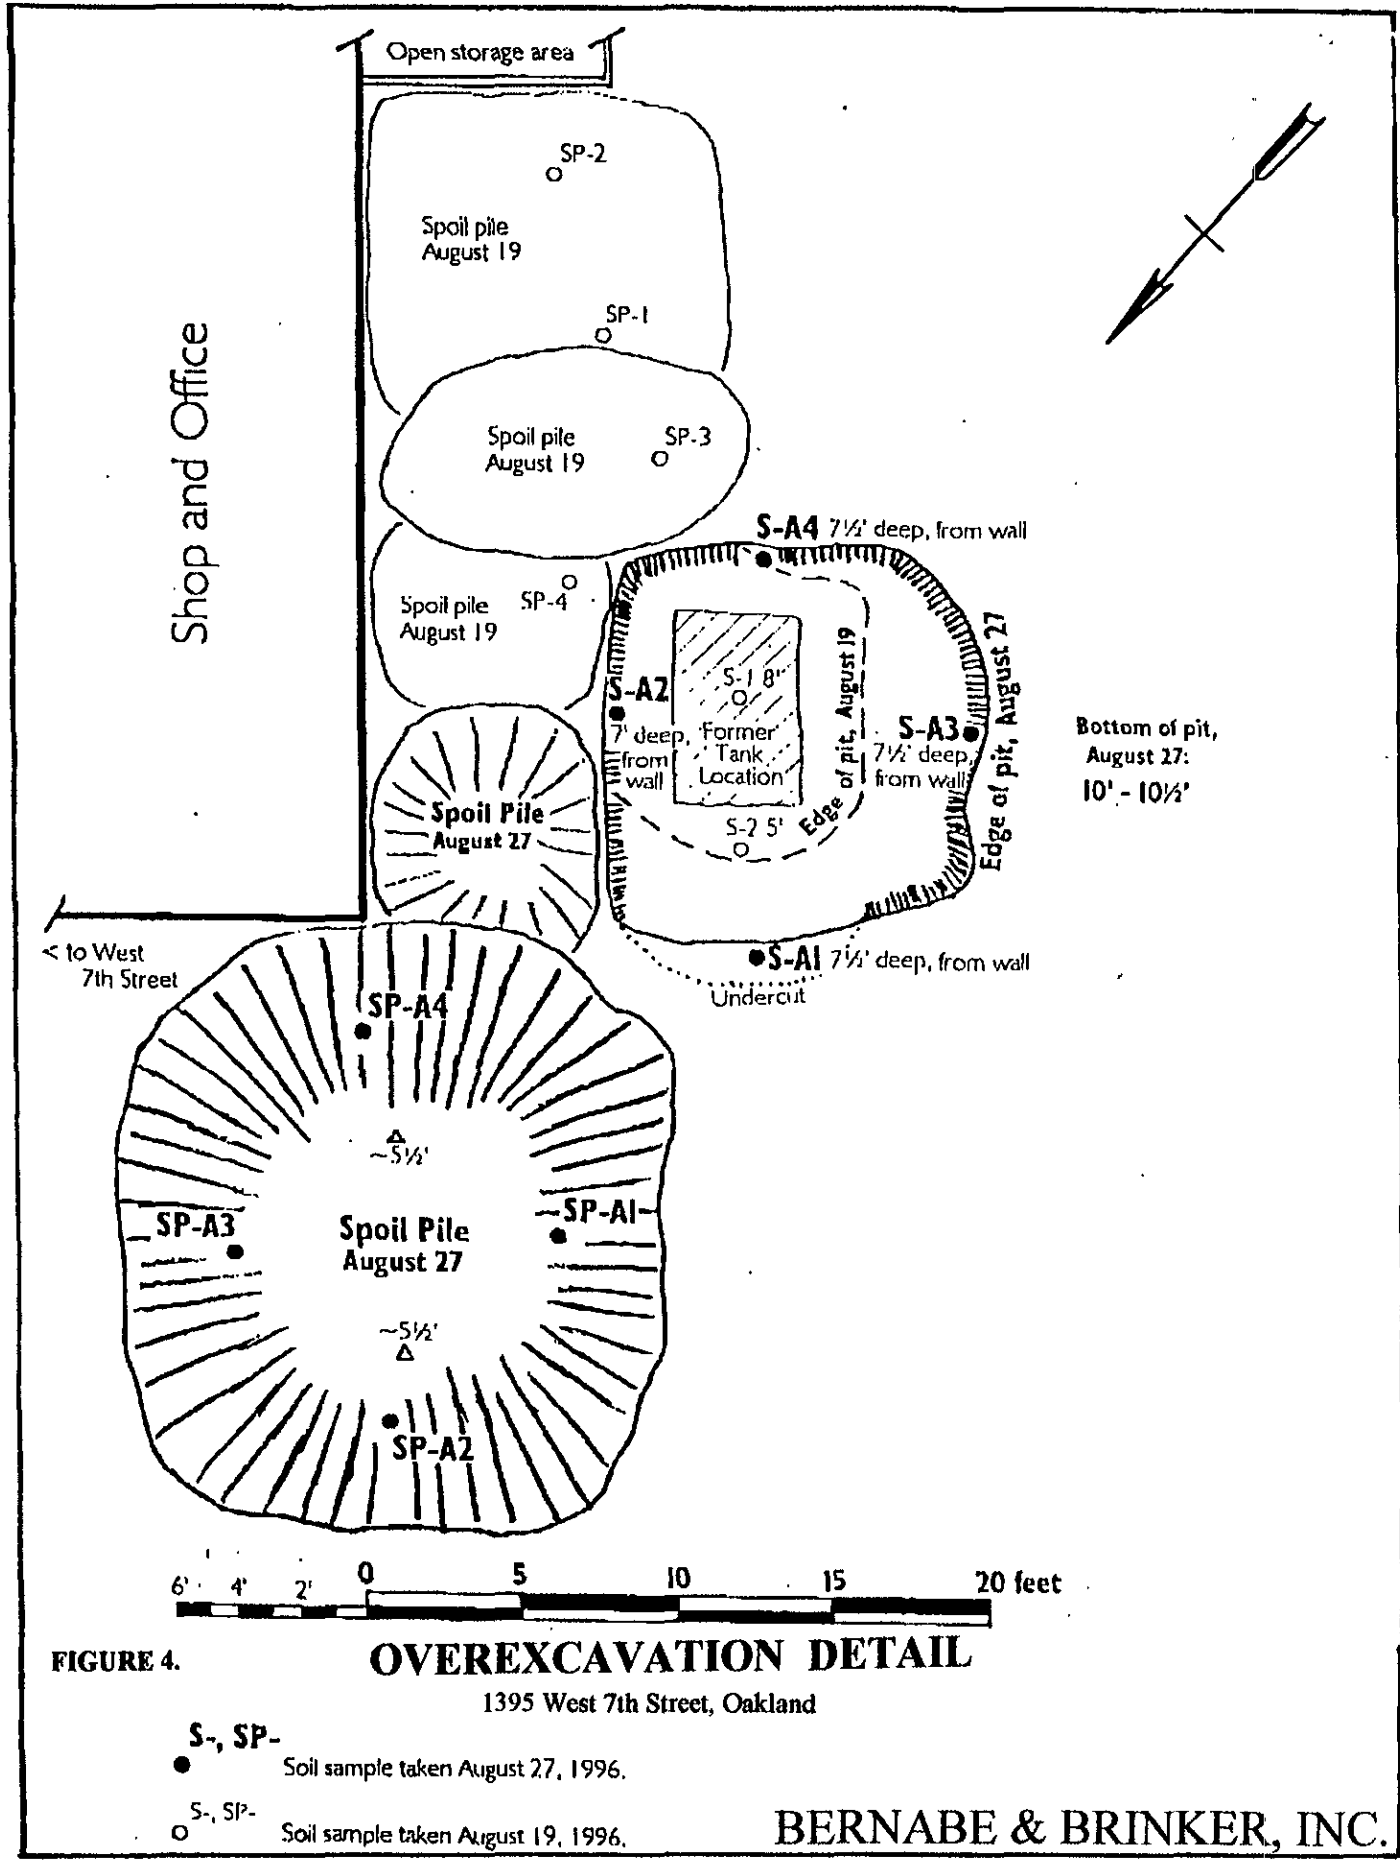 Open storage area
SP-2
Spoil pile
August 19
SP-1
Shop and Office
Spoil pile
August 19
SP-3
S-A4 7½' deep, from wall
Spoil pile
August 19
SP-4
S-A2
7' deep,
from
wall
S-1 8'
Former
Tank
Location
S-2 5'
Edge of pit, August 19
S-A3
7½' deep,
from wall
Edge of pit, August 27
Bottom of pit,
August 27:
10' - 10½'
Spoil Pile
August 27
< to West
7th Street
S-A1 7½' deep, from wall
Undercut
SP-A4
~5½'
SP-A3
Spoil Pile
August 27
SP-A1
~5½'
SP-A2
6' 4' 2' 0 5 10 15 20 feet
FIGURE 4.
OVEREXCAVATION DETAIL
1395 West 7th Street, Oakland
S-, SP-
Soil sample taken August 27, 1996.
S-, SP-
Soil sample taken August 19, 1996.
BERNABE & BRINKER, INC.